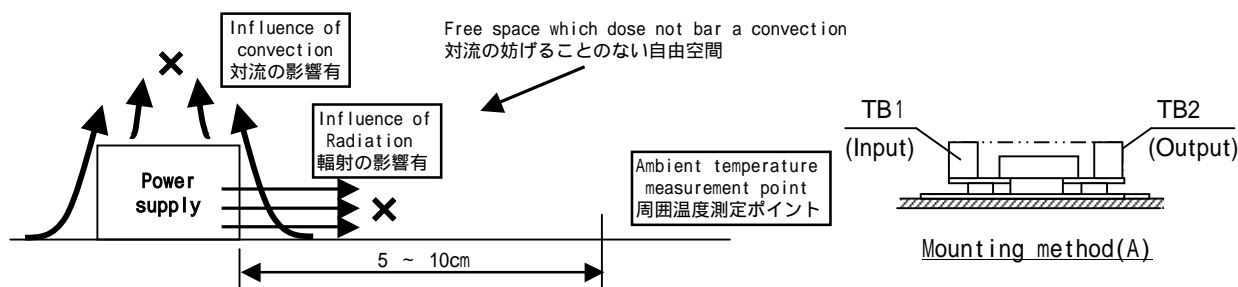 Influence of
convection
対流の影響有
Free space which dose not bar a convection
対流の妨げることのない自由空間
Influence of
Radiation
輻射の影響有
Power
supply
Ambient temperature
measurement point
周囲温度測定ポイント
5 ~ 10cm
TB1
(Input)
TB2
(Output)
Mounting method(A)